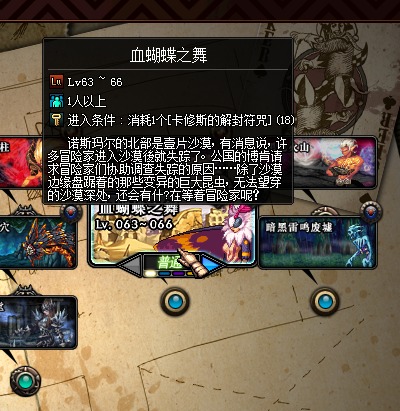 血蝴蝶之舞
Lv Lv63 ~ 66
1人以上
进入条件：消耗1个[卡修斯的解封符咒](18)
诺斯玛尔的北部是壹片沙漠，有消息说，许
多冒险家进入沙漠後就失踪了。公国的博肯请
求冒险家们协助调查失踪的原因……除了沙漠
边缘盘踞着的那些变异的巨大昆虫，无法望穿
的沙漠深处，还会有什?在等着冒险家呢?
柱
火山
穴
血蝴蝶之舞
Lv. 063~066
普通
暗黑雷鸣废墟